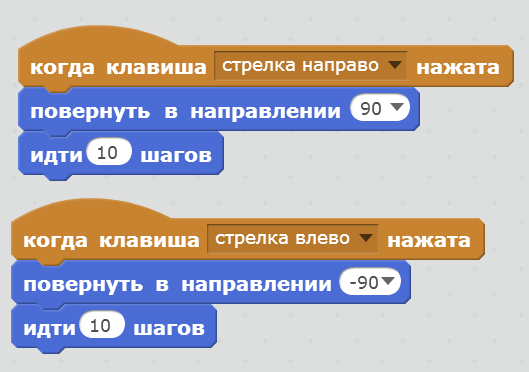 когда клавиша стрелка направо нажата
повернуть в направлении 90
идти 10 шагов
когда клавиша стрелка влево нажата
повернуть в направлении -90
идти 10 шагов